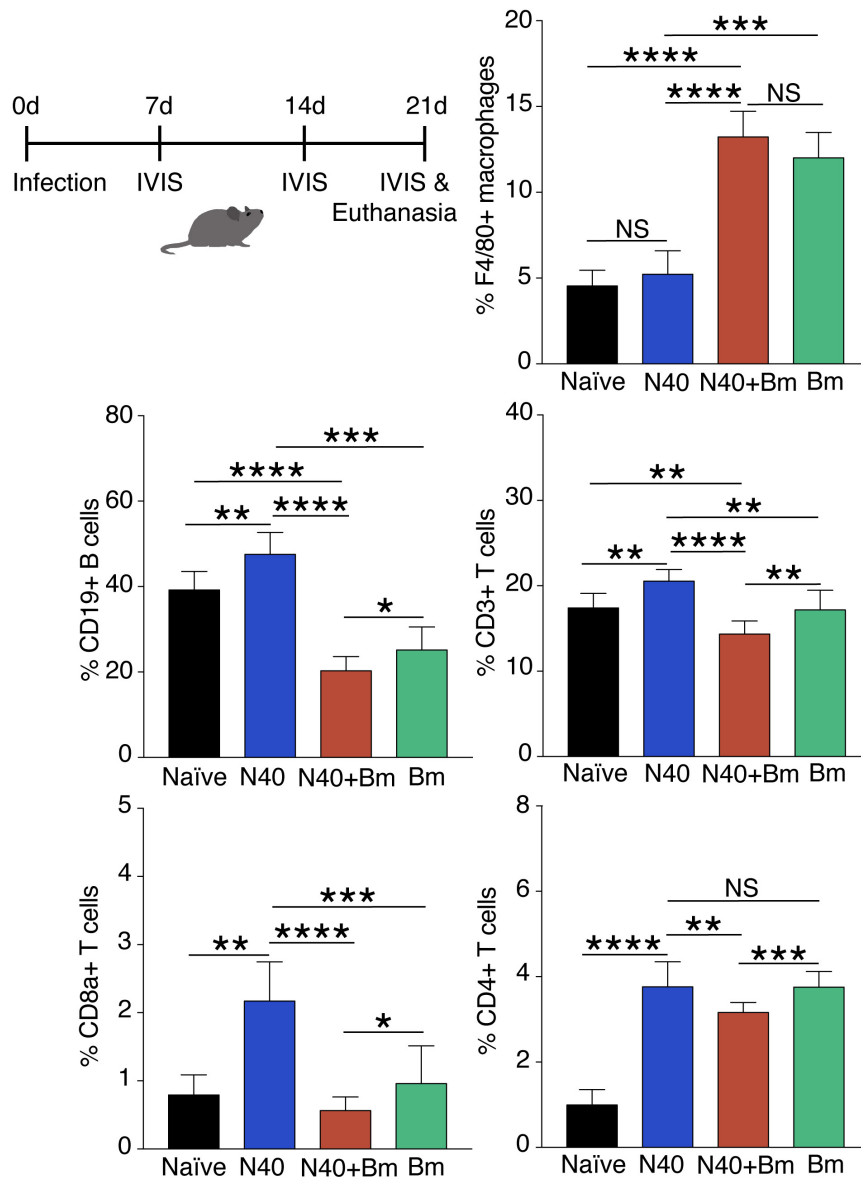 0d 7d 14d 21d
Infection IVIS IVIS IVIS &
Euthanasia
% F4/80+ macrophages
20
15
10
5
0
***
****
****
NS
NS
Naïve N40 N40+Bm Bm
% CD19+ B cells
80
60
40
20
0
***
****
** ****
*
Naïve N40 N40+Bm Bm
% CD3+ T cells
40
30
20
10
0
**
**
** ****
**
Naïve N40 N40+Bm Bm
% CD8a+ T cells
5
4
3
2
1
0
***
** ****
*
Naïve N40 N40+Bm Bm
% CD4+ T cells
8
6
4
2
0
NS
**
**** ***
Naïve N40 N40+Bm Bm